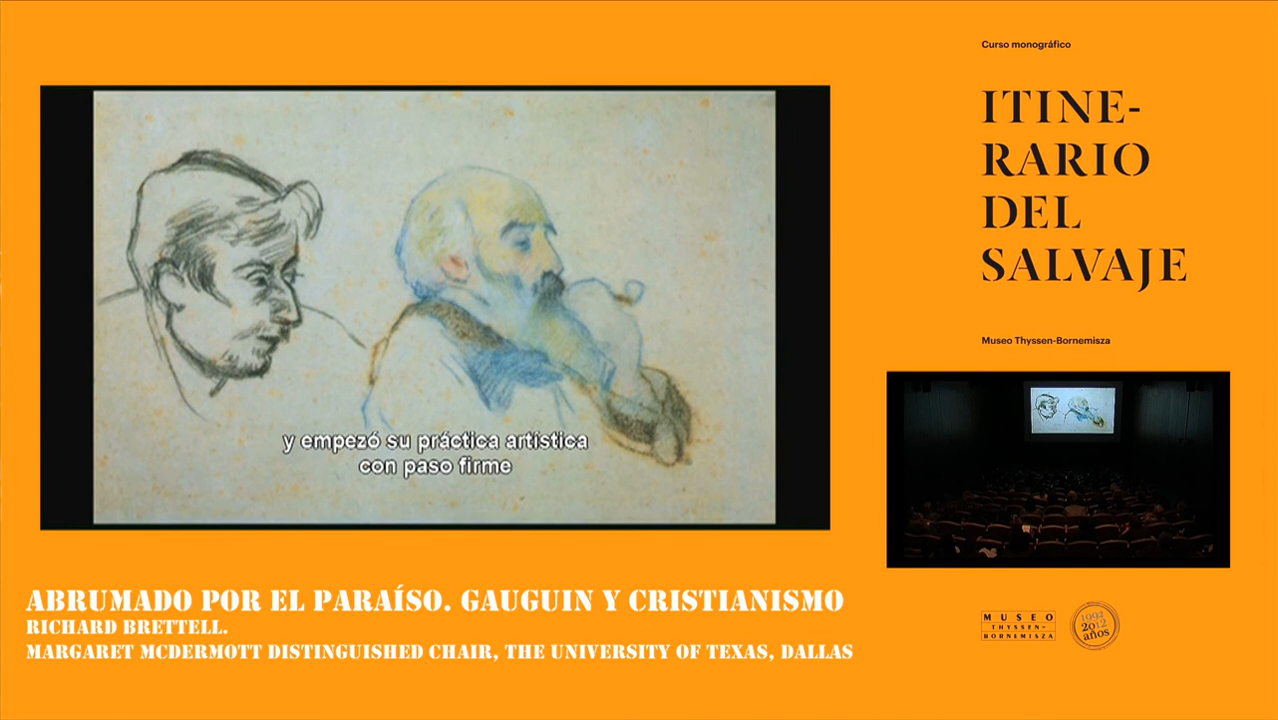 Curso monográfico
ITINE-
RARIO
DEL
SALVAJE
Museo Thyssen-Bornemisza
y empezó su práctica artística
con paso firme
ABRUMADO POR EL PARAÍSO. GAUGUIN Y CRISTIANISMO
RICHARD BRETTELL.
MARGARET MCDERMOTT DISTINGUISHED CHAIR, THE UNIVERSITY OF TEXAS, DALLAS
MUSEO
THYSSEN-
BORNEMISZA
1992
2012
años